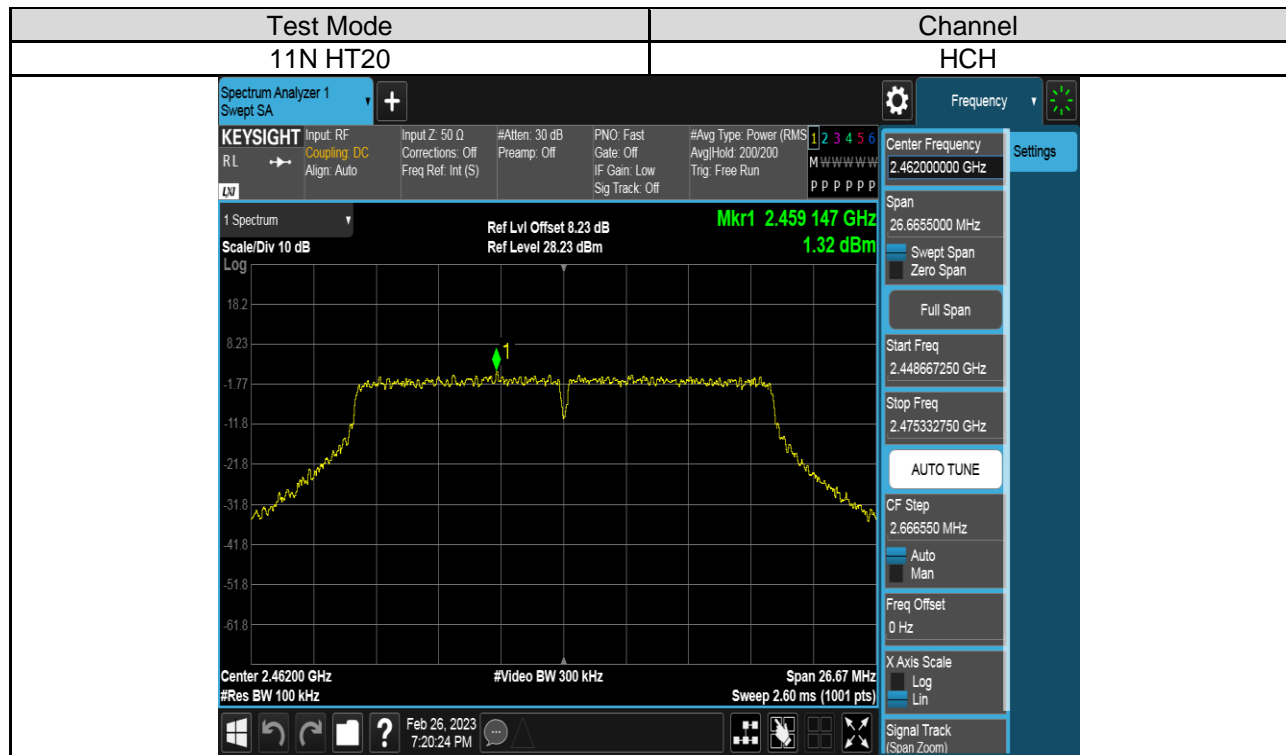 Test Mode Channel
11N HT20 HCH
Spectrum Analyzer 1
Swept SA
+
Frequency
KEYSIGHT Input: RF Input Z: 50 Ω #Atten: 30 dB PNO: Fast #Avg Type: Power (RMS 1 2 3 4 5 6
RL Coupling: DC Corrections: Off Preamp: Off Gate: Off Avg|Hold: 200/200 M W W W W W
Align: Auto Freq Ref: Int (S) IF Gain: Low Trig: Free Run
LXI Sig Track: Off P P P P P P
1 Spectrum
Scale/Div 10 dB
Ref Lvl Offset 8.23 dB
Ref Level 28.23 dBm
Mkr1 2.459 147 GHz
1.32 dBm
Log
18.2
8.23
1
-1.77
-11.8
-21.8
-31.8
-41.8
-51.8
-61.8
Center 2.46200 GHz #Video BW 300 kHz Span 26.67 MHz
#Res BW 100 kHz Sweep 2.60 ms (1001 pts)
? Feb 26, 2023
7:20:24 PM
Center Frequency
2.462000000 GHz
Settings
Span
26.6655000 MHz
Swept Span
Zero Span
Full Span
Start Freq
2.448667250 GHz
Stop Freq
2.475332750 GHz
AUTO TUNE
CF Step
2.666550 MHz
Auto
Man
Freq Offset
0 Hz
X Axis Scale
Log
Lin
Signal Track
(Span Zoom)